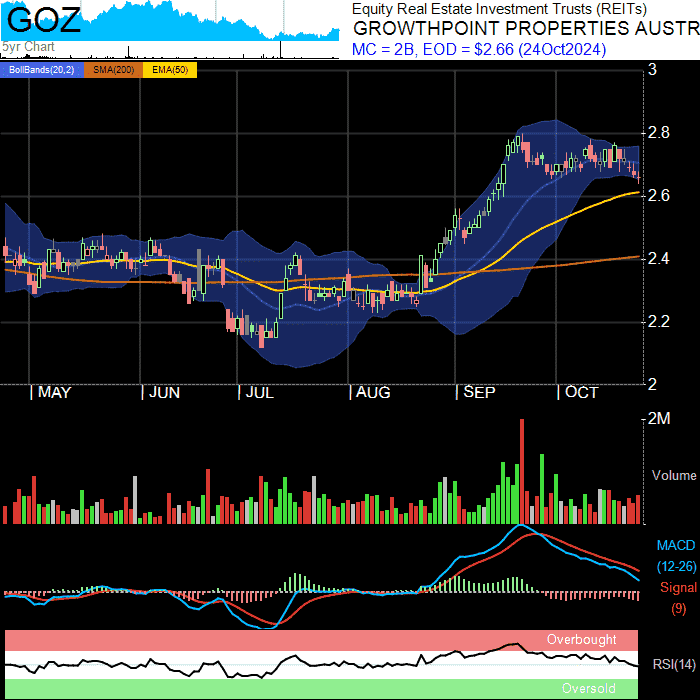 GOZ
5yr Chart
Equity Real Estate Investment Trusts (REITs)
GROWTHPOINT PROPERTIES AUSTR
MC = 2B, EOD = $2.66 (24Oct2024)
BollBands(20,2) SMA(200) EMA(50)
3
2.8
2.6
2.4
2.2
2
MAY JUN JUL AUG SEP OCT
2M
Volume
MACD
(12-26)
Signal
(9)
Overbought
RSI(14)
Oversold